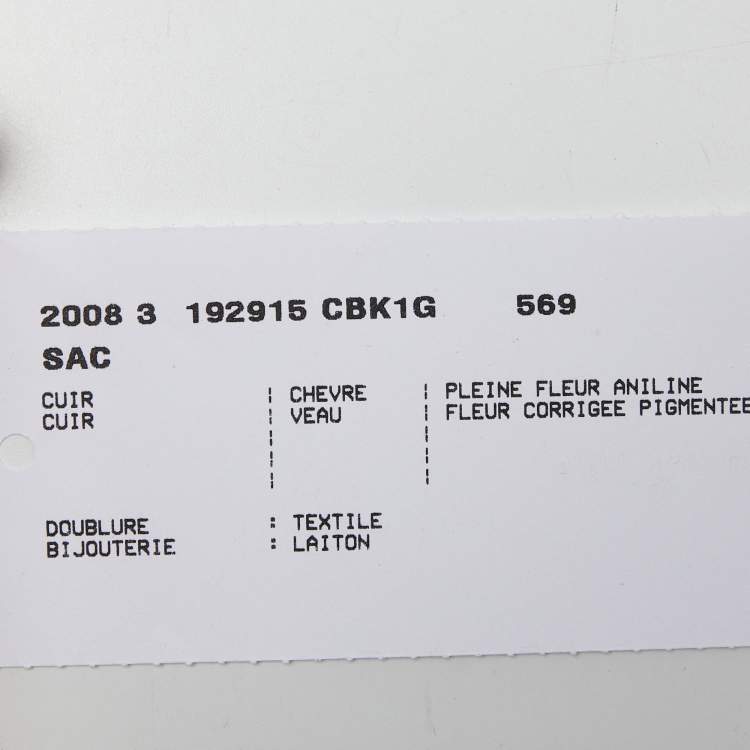 2008 3 192915 CBK1G 569
SAC
CUIR ¦ CHEVRE ¦ PLEINE FLEUR ANILINE
CUIR ¦ VEAU ¦ FLEUR CORRIGEE PIGMENTEE
DOUBLURE : TEXTILE
BIJOUTERIE : LAITON